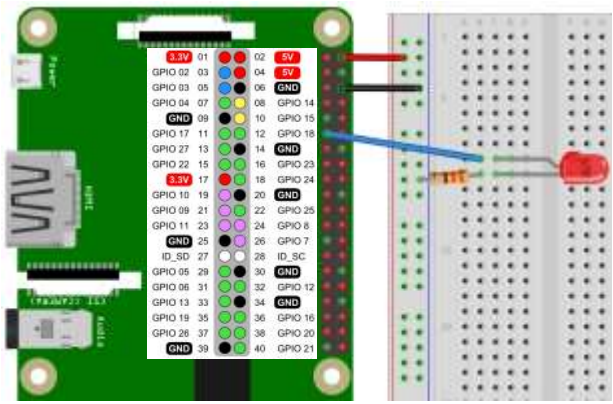 3.3V 01 02 5V
GPIO 02 03 04 5V
GPIO 03 05 06 GND
GPIO 04 07 08 GPIO 14
GND 09 10 GPIO 15
GPIO 17 11 12 GPIO 18
GPIO 27 13 14 GND
GPIO 22 15 16 GPIO 23
3.3V 17 18 GPIO 24
GPIO 10 19 20 GND
GPIO 09 21 22 GPIO 25
GPIO 11 23 24 GPIO 8
GND 25 26 GPIO 7
ID_SD 27 28 ID_SC
GPIO 05 29 30 GND
GPIO 06 31 32 GPIO 12
GPIO 13 33 34 GND
GPIO 19 35 36 GPIO 16
GPIO 26 37 38 GPIO 20
GND 39 40 GPIO 21
Power
HDMI
CSI (CAMERA)
Audio